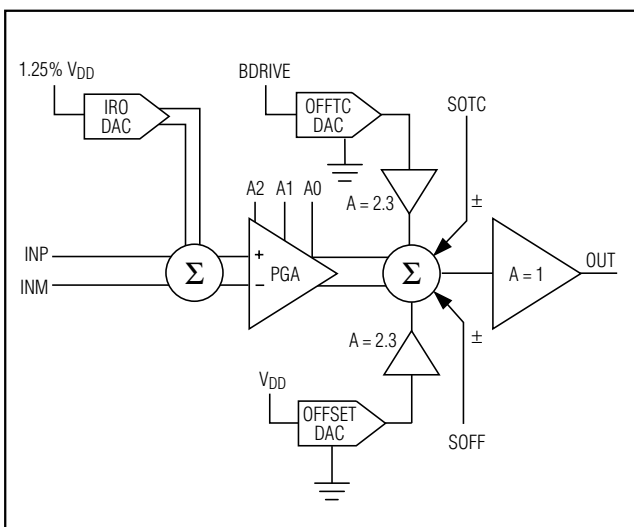 1.25% VDD
IRO
DAC
BDRIVE
OFFTC
DAC
SOTC
A = 2.3
±
A2 A1 A0
INP
INM
Σ
+
−
PGA
Σ
A = 1
OUT
A = 2.3
±
VDD
OFFSET
DAC
SOFF